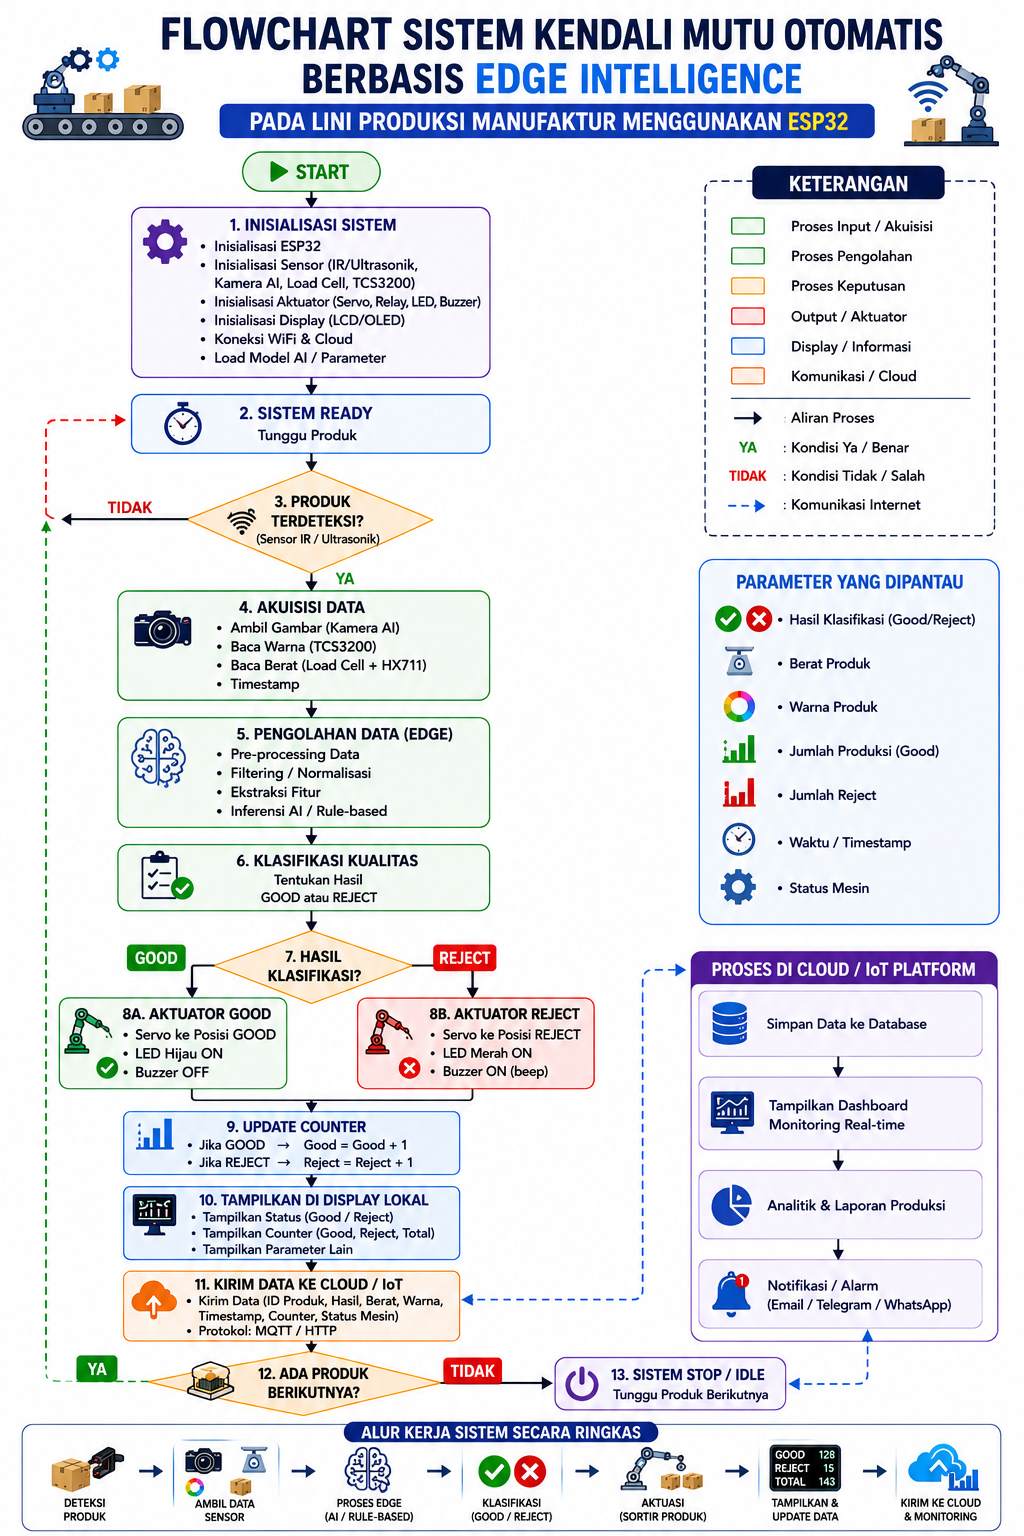 FLOWCHART SISTEM KENDALI MUTU OTOMATIS
BERBASIS EDGE INTELLIGENCE
PADA LINI PRODUKSI MANUFAKTUR MENGGUNAKAN ESP32
START
1. INISIALISASI SISTEM
• Inisialisasi ESP32
• Inisialisasi Sensor (IR/Ultrasonik,
Kamera AI, Load Cell, TCS3200)
• Inisialisasi Aktuator (Servo, Relay, LED, Buzzer)
• Inisialisasi Display (LCD/OLED)
• Koneksi WiFi & Cloud
• Load Model AI / Parameter
2. SISTEM READY
Tunggu Produk
3. PRODUK
TERDETEKSI?
(Sensor IR / Ultrasonik)
TIDAK
YA
4. AKUISISI DATA
• Ambil Gambar (Kamera AI)
• Baca Warna (TCS3200)
• Baca Berat (Load Cell + HX711)
• Timestamp
5. PENGOLAHAN DATA (EDGE)
• Pre-processing Data
• Filtering / Normalisasi
• Ekstraksi Fitur
• Inferensi AI / Rule-based
6. KLASIFIKASI KUALITAS
Tentukan Hasil
GOOD atau REJECT
7. HASIL
KLASIFIKASI?
GOOD
REJECT
8A. AKTUATOR GOOD
• Servo ke Posisi GOOD
• LED Hijau ON
• Buzzer OFF
8B. AKTUATOR REJECT
• Servo ke Posisi REJECT
• LED Merah ON
• Buzzer ON (beep)
9. UPDATE COUNTER
• Jika GOOD → Good = Good + 1
• Jika REJECT → Reject = Reject + 1
10. TAMPILKAN DI DISPLAY LOKAL
• Tampilkan Status (Good / Reject)
• Tampilkan Counter (Good, Reject, Total)
• Tampilkan Parameter Lain
11. KIRIM DATA KE CLOUD / IoT
• Kirim Data (ID Produk, Hasil, Berat, Warna,
Timestamp, Counter, Status Mesin)
• Protokol: MQTT / HTTP
12. ADA PRODUK
BERIKUTNYA?
YA
TIDAK
13. SISTEM STOP / IDLE
Tunggu Produk Berikutnya
KETERANGAN
Proses Input / Akuisisi
Proses Pengolahan
Proses Keputusan
Output / Aktuator
Display / Informasi
Komunikasi / Cloud
: Aliran Proses
YA : Kondisi Ya / Benar
TIDAK : Kondisi Tidak / Salah
: Komunikasi Internet
PARAMETER YANG DIPANTAU
• Hasil Klasifikasi (Good/Reject)
• Berat Produk
• Warna Produk
• Jumlah Produksi (Good)
• Jumlah Reject
• Waktu / Timestamp
• Status Mesin
PROSES DI CLOUD / IoT PLATFORM
Simpan Data ke Database
Tampilkan Dashboard
Monitoring Real-time
Analitik & Laporan Produksi
1
Notifikasi / Alarm
(Email / Telegram / WhatsApp)
ALUR KERJA SISTEM SECARA RINGKAS
DETEKSI
PRODUK
AMBIL DATA
SENSOR
PROSES EDGE
(AI / RULE-BASED)
KLASIFIKASI
(GOOD / REJECT)
AKTUASI
(SORTIR PRODUK)
GOOD 128
REJECT 15
TOTAL 143
TAMPILKAN &
UPDATE DATA
KIRIM KE CLOUD
& MONITORING